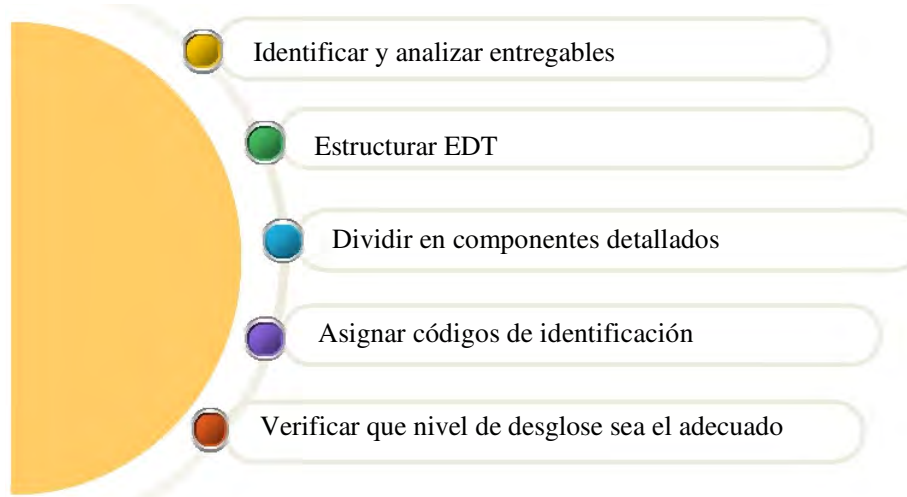 Identificar y analizar entregables
Estructurar EDT
Dividir en componentes detallados
Asignar códigos de identificación
Verificar que nivel de desglose sea el adecuado